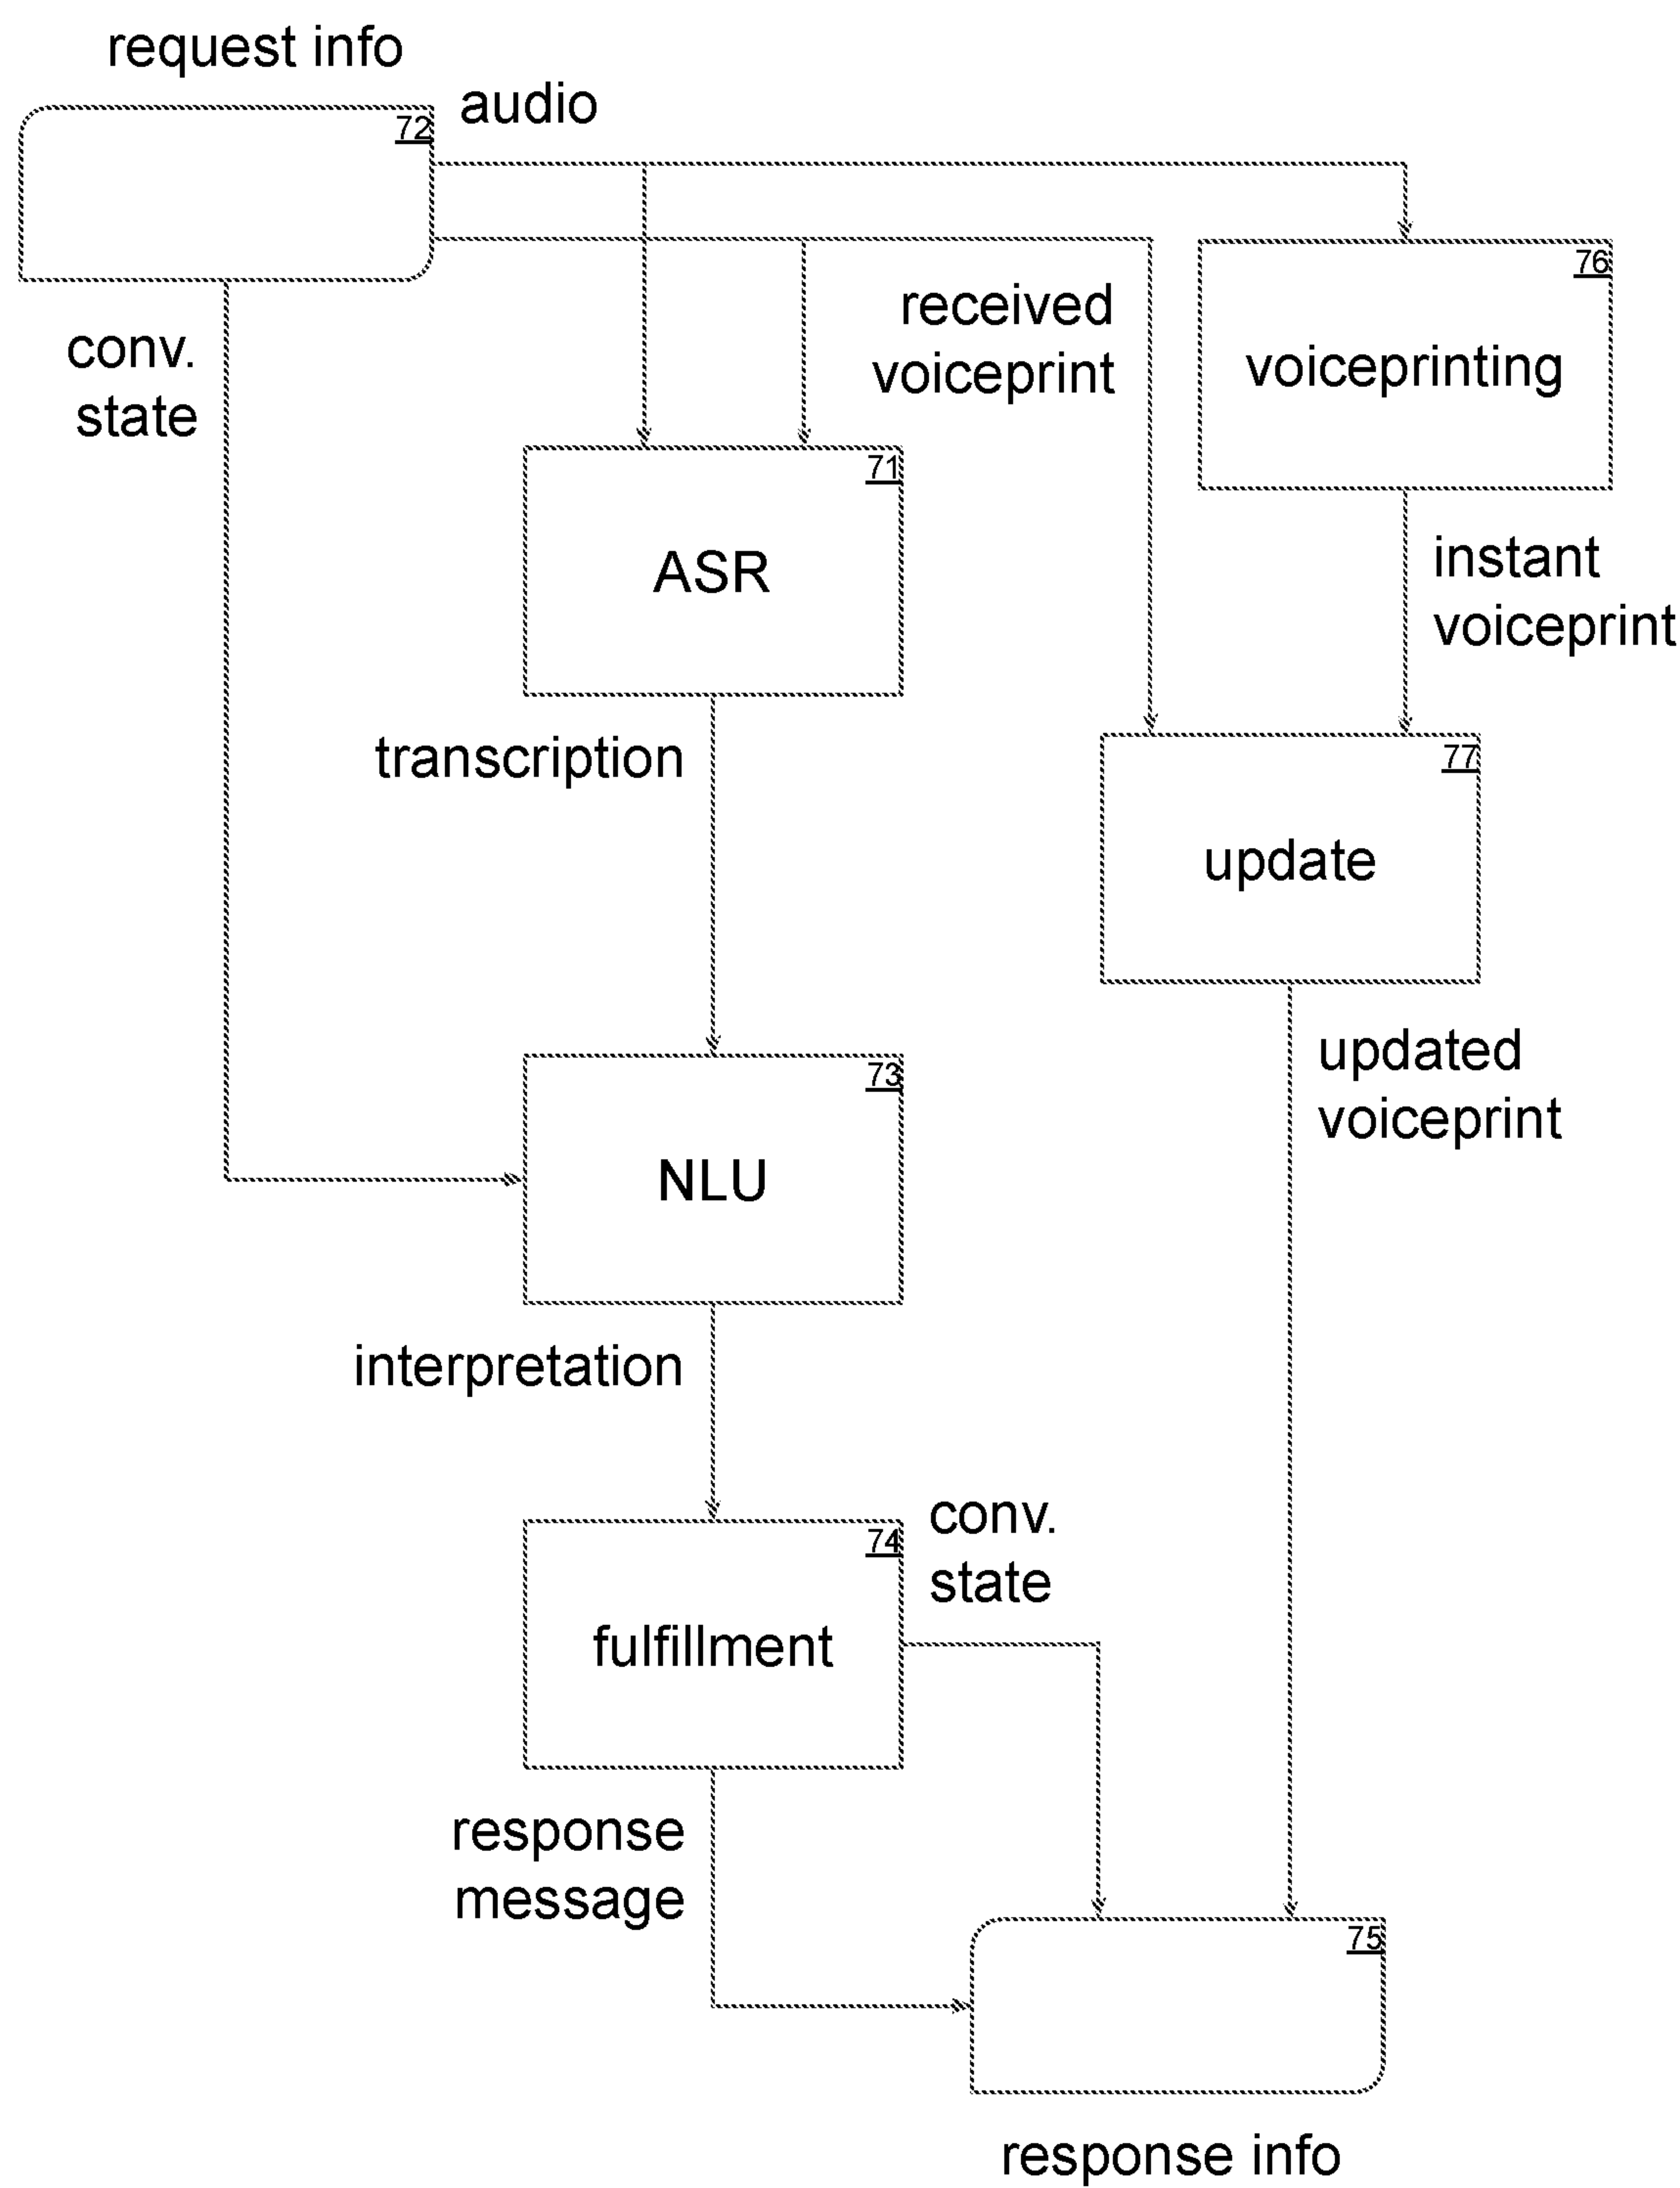 request info
audio
72
conv.
state
received
voiceprint
76
voiceprinting
71
ASR
instant
voiceprint
transcription
77
update
updated
voiceprint
73
NLU
interpretation
74
fulfillment
conv.
state
response
message
75
response info